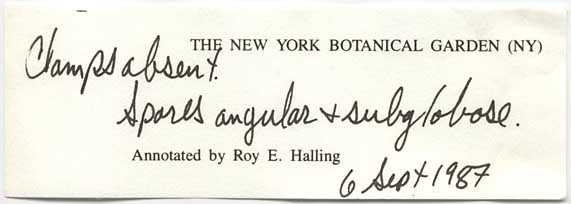 THE NEW YORK BOTANICAL GARDEN (NY)
Clamps absent.
Spores angular + subglobose.
Annotated by Roy E. Halling
6 Sept 1987